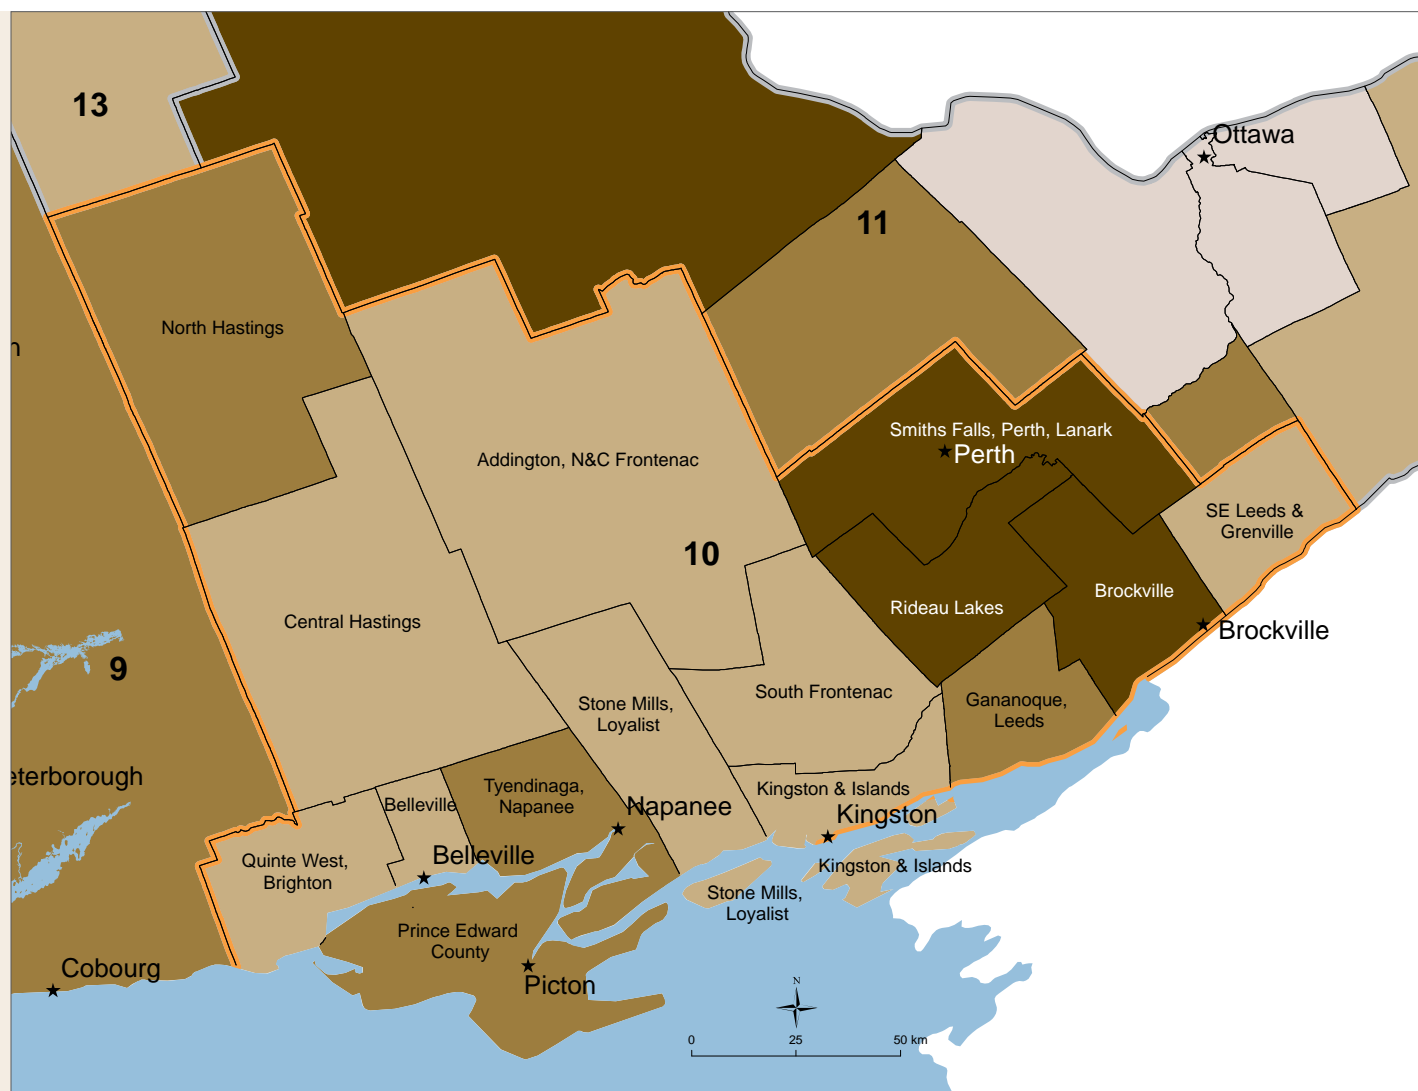 13
Ottawa
11
North Hastings
n
Smiths Falls, Perth, Lanark
Perth
Addington, N&C Frontenac
SE Leeds &
Grenville
10
Brockville
Rideau Lakes
Central Hastings
Brockville
9
South Frontenac
Gananoque,
Leeds
Stone Mills,
Loyalist
eterborough
Tyendinaga,
Napanee
Kingston & Islands
Belleville
Napanee
Kingston
Quinte West,
Brighton
Belleville
Kingston & Islands
Stone Mills,
Loyalist
Prince Edward
County
Cobourg
Picton
N
0 25 50 km